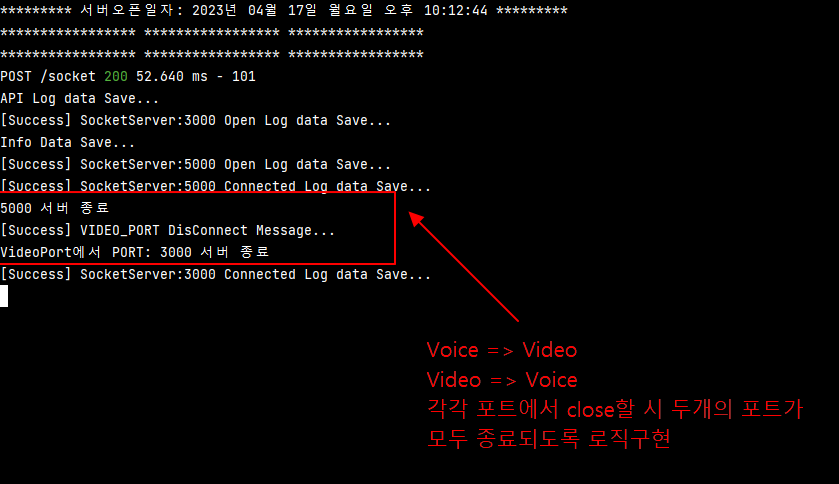 ********* 서버오픈일자: 2023년 04월 17일 월요일 오후 10:12:44 *********
***************** ***************** *****************
***************** ***************** *****************
POST /socket 200 52.640 ms - 101
API Log data Save...
[Success] SocketServer:3000 Open Log data Save...
Info Data Save...
[Success] SocketServer:5000 Open Log data Save...
[Success] SocketServer:5000 Connected Log data Save...
5000 서버 종료
[Success] VIDEO_PORT DisConnect Message...
VideoPort에서 PORT: 3000 서버 종료
[Success] SocketServer:3000 Connected Log data Save...
Voice => Video
Video => Voice
각각 포트에서 close할 시 두개의 포트가
모두 종료되도록 로직구현